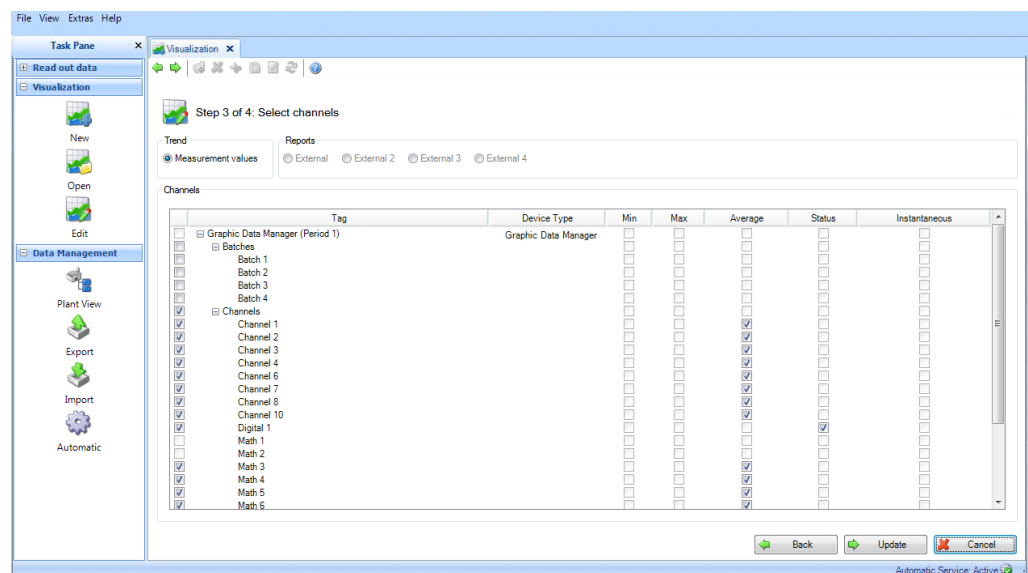 File View Extras Help
Task Pane
Visualization
Read out data
Visualization
New
Open
Edit
Data Management
Plant View
Export
Import
Automatic
Step 3 of 4: Select channels
Trend
Measurement values
Reports
External External 2 External 3 External 4
Channels
Tag Device Type Min Max Average Status Instantaneous
Graphic Data Manager (Period 1) Graphic Data Manager
Batches
Batch 1
Batch 2
Batch 3
Batch 4
Channels
Channel 1
Channel 2
Channel 3
Channel 4
Channel 6
Channel 7
Channel 8
Channel 10
Digital 1
Math 1
Math 2
Math 3
Math 4
Math 5
Math 6
Back Update Cancel
Automatic Service: Active